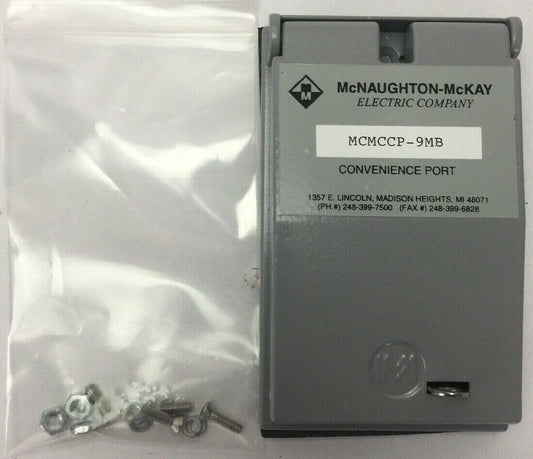 M
M
McNAUGHTON-McKAY
ELECTRIC COMPANY
MCMCCP-9MB
CONVENIENCE PORT
1357 E. LINCOLN, MADISON HEIGHTS, MI 48071
(PH.#) 248-399-7500 (FAX #) 248-399-6828